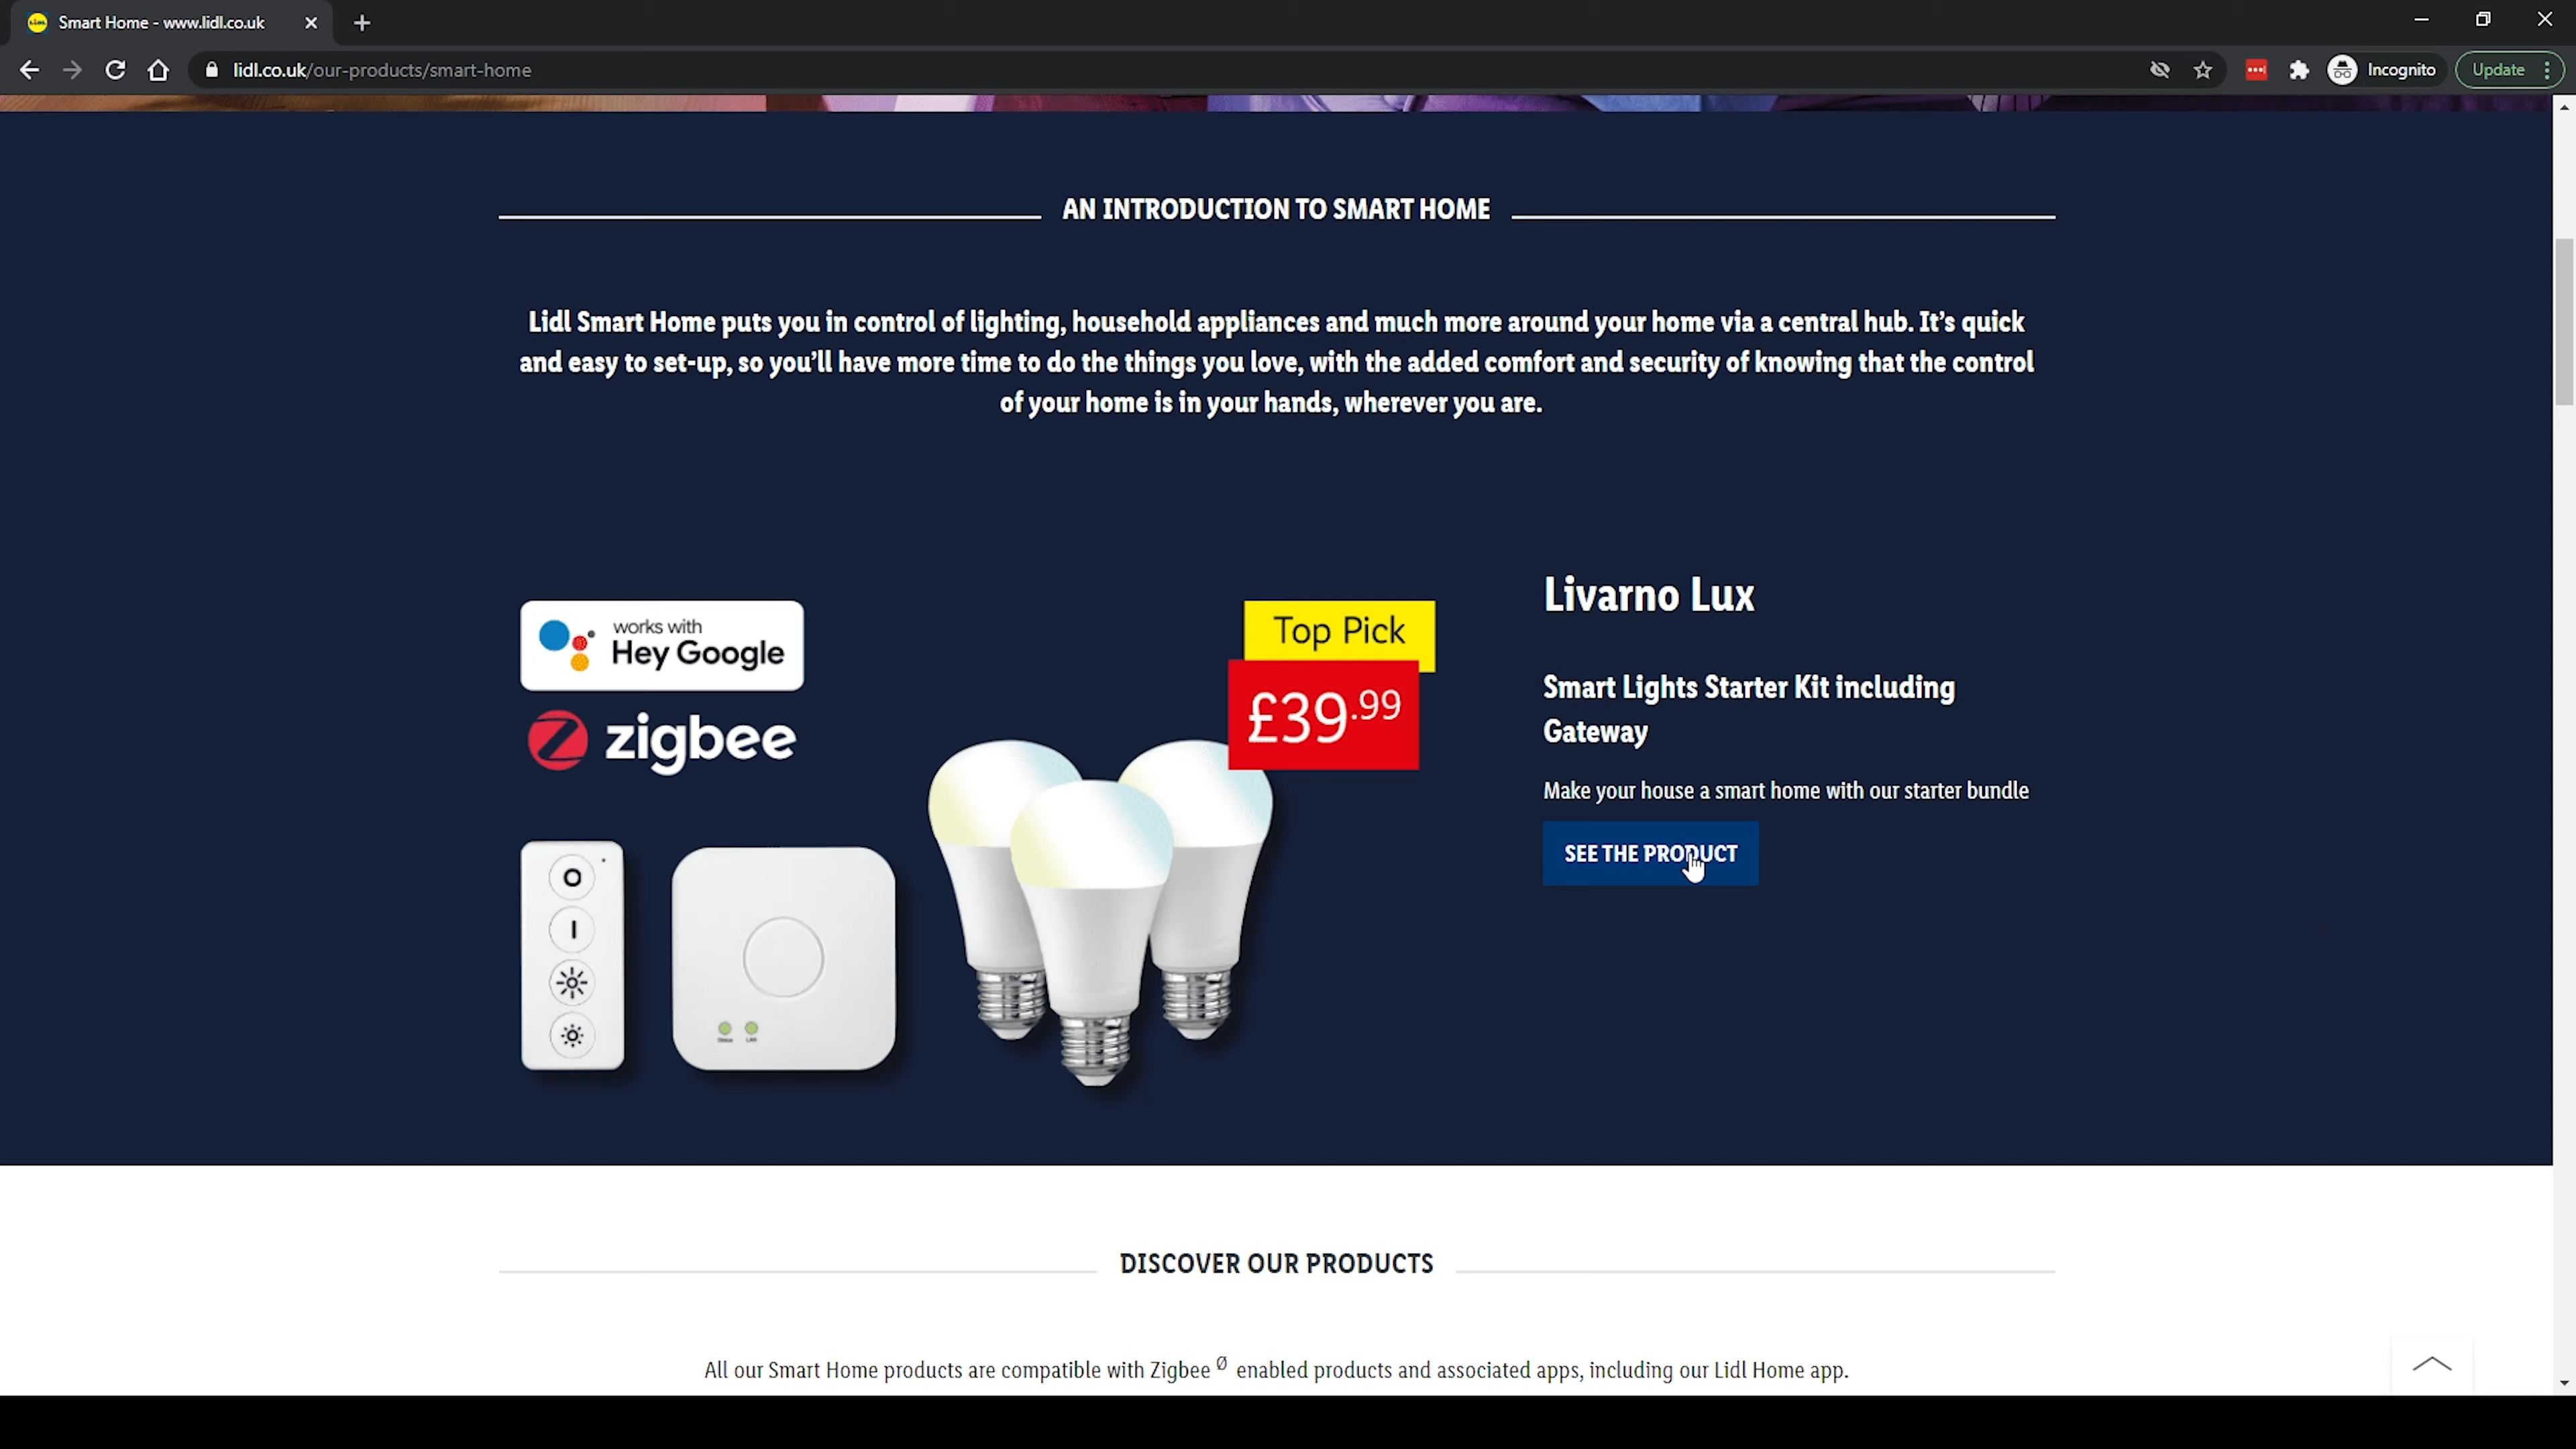 Smart Home - www.lidl.co.uk
lidl.co.uk/our-products/smart-home
Incognito
Update
AN INTRODUCTION TO SMART HOME
Lidl Smart Home puts you in control of lighting, household appliances and much more around your home via a central hub. It's quick
and easy to set-up, so you'll have more time to do the things you love, with the added comfort and security of knowing that the control
of your home is in your hands, wherever you are.
works with
Hey Google
zigbee
Top Pick
£39.99
Livarno Lux
Smart Lights Starter Kit including
Gateway
Make your house a smart home with our starter bundle
SEE THE PRODUCT
DISCOVER OUR PRODUCTS
All our Smart Home products are compatible with Zigbee Ø enabled products and associated apps, including our Lidl Home app.